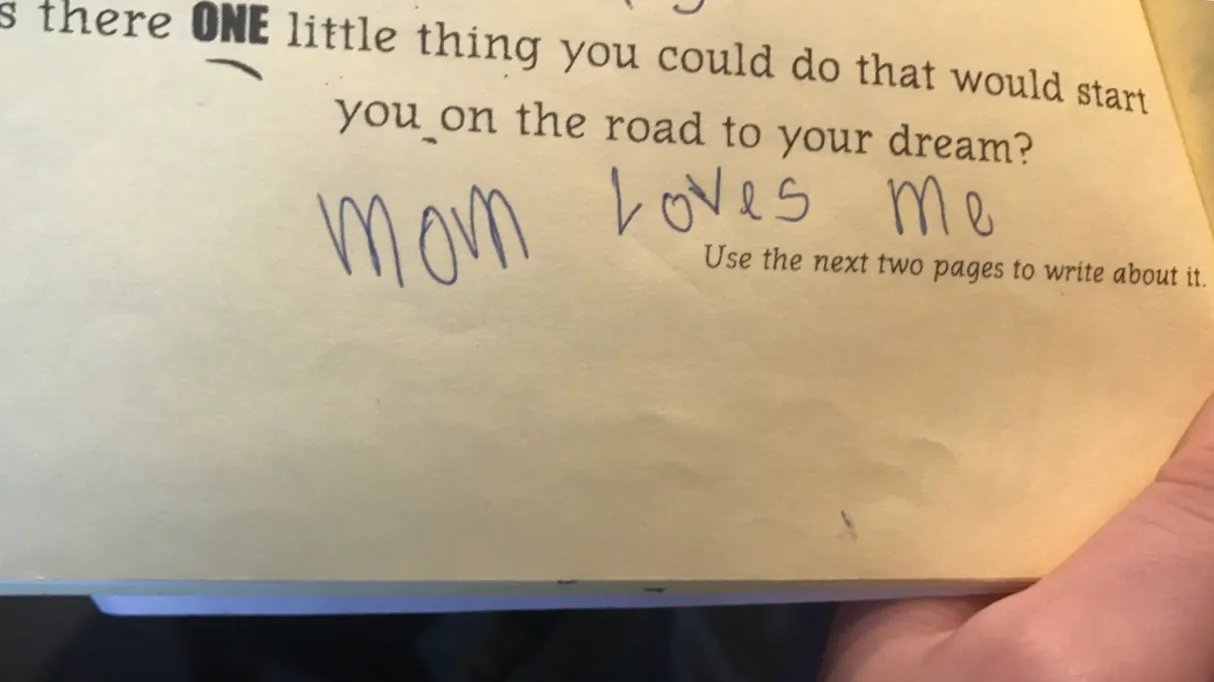 s there ONE little thing you could do that would start
you on the road to your dream?
Mom Loves Me
Use the next two pages to write about it.